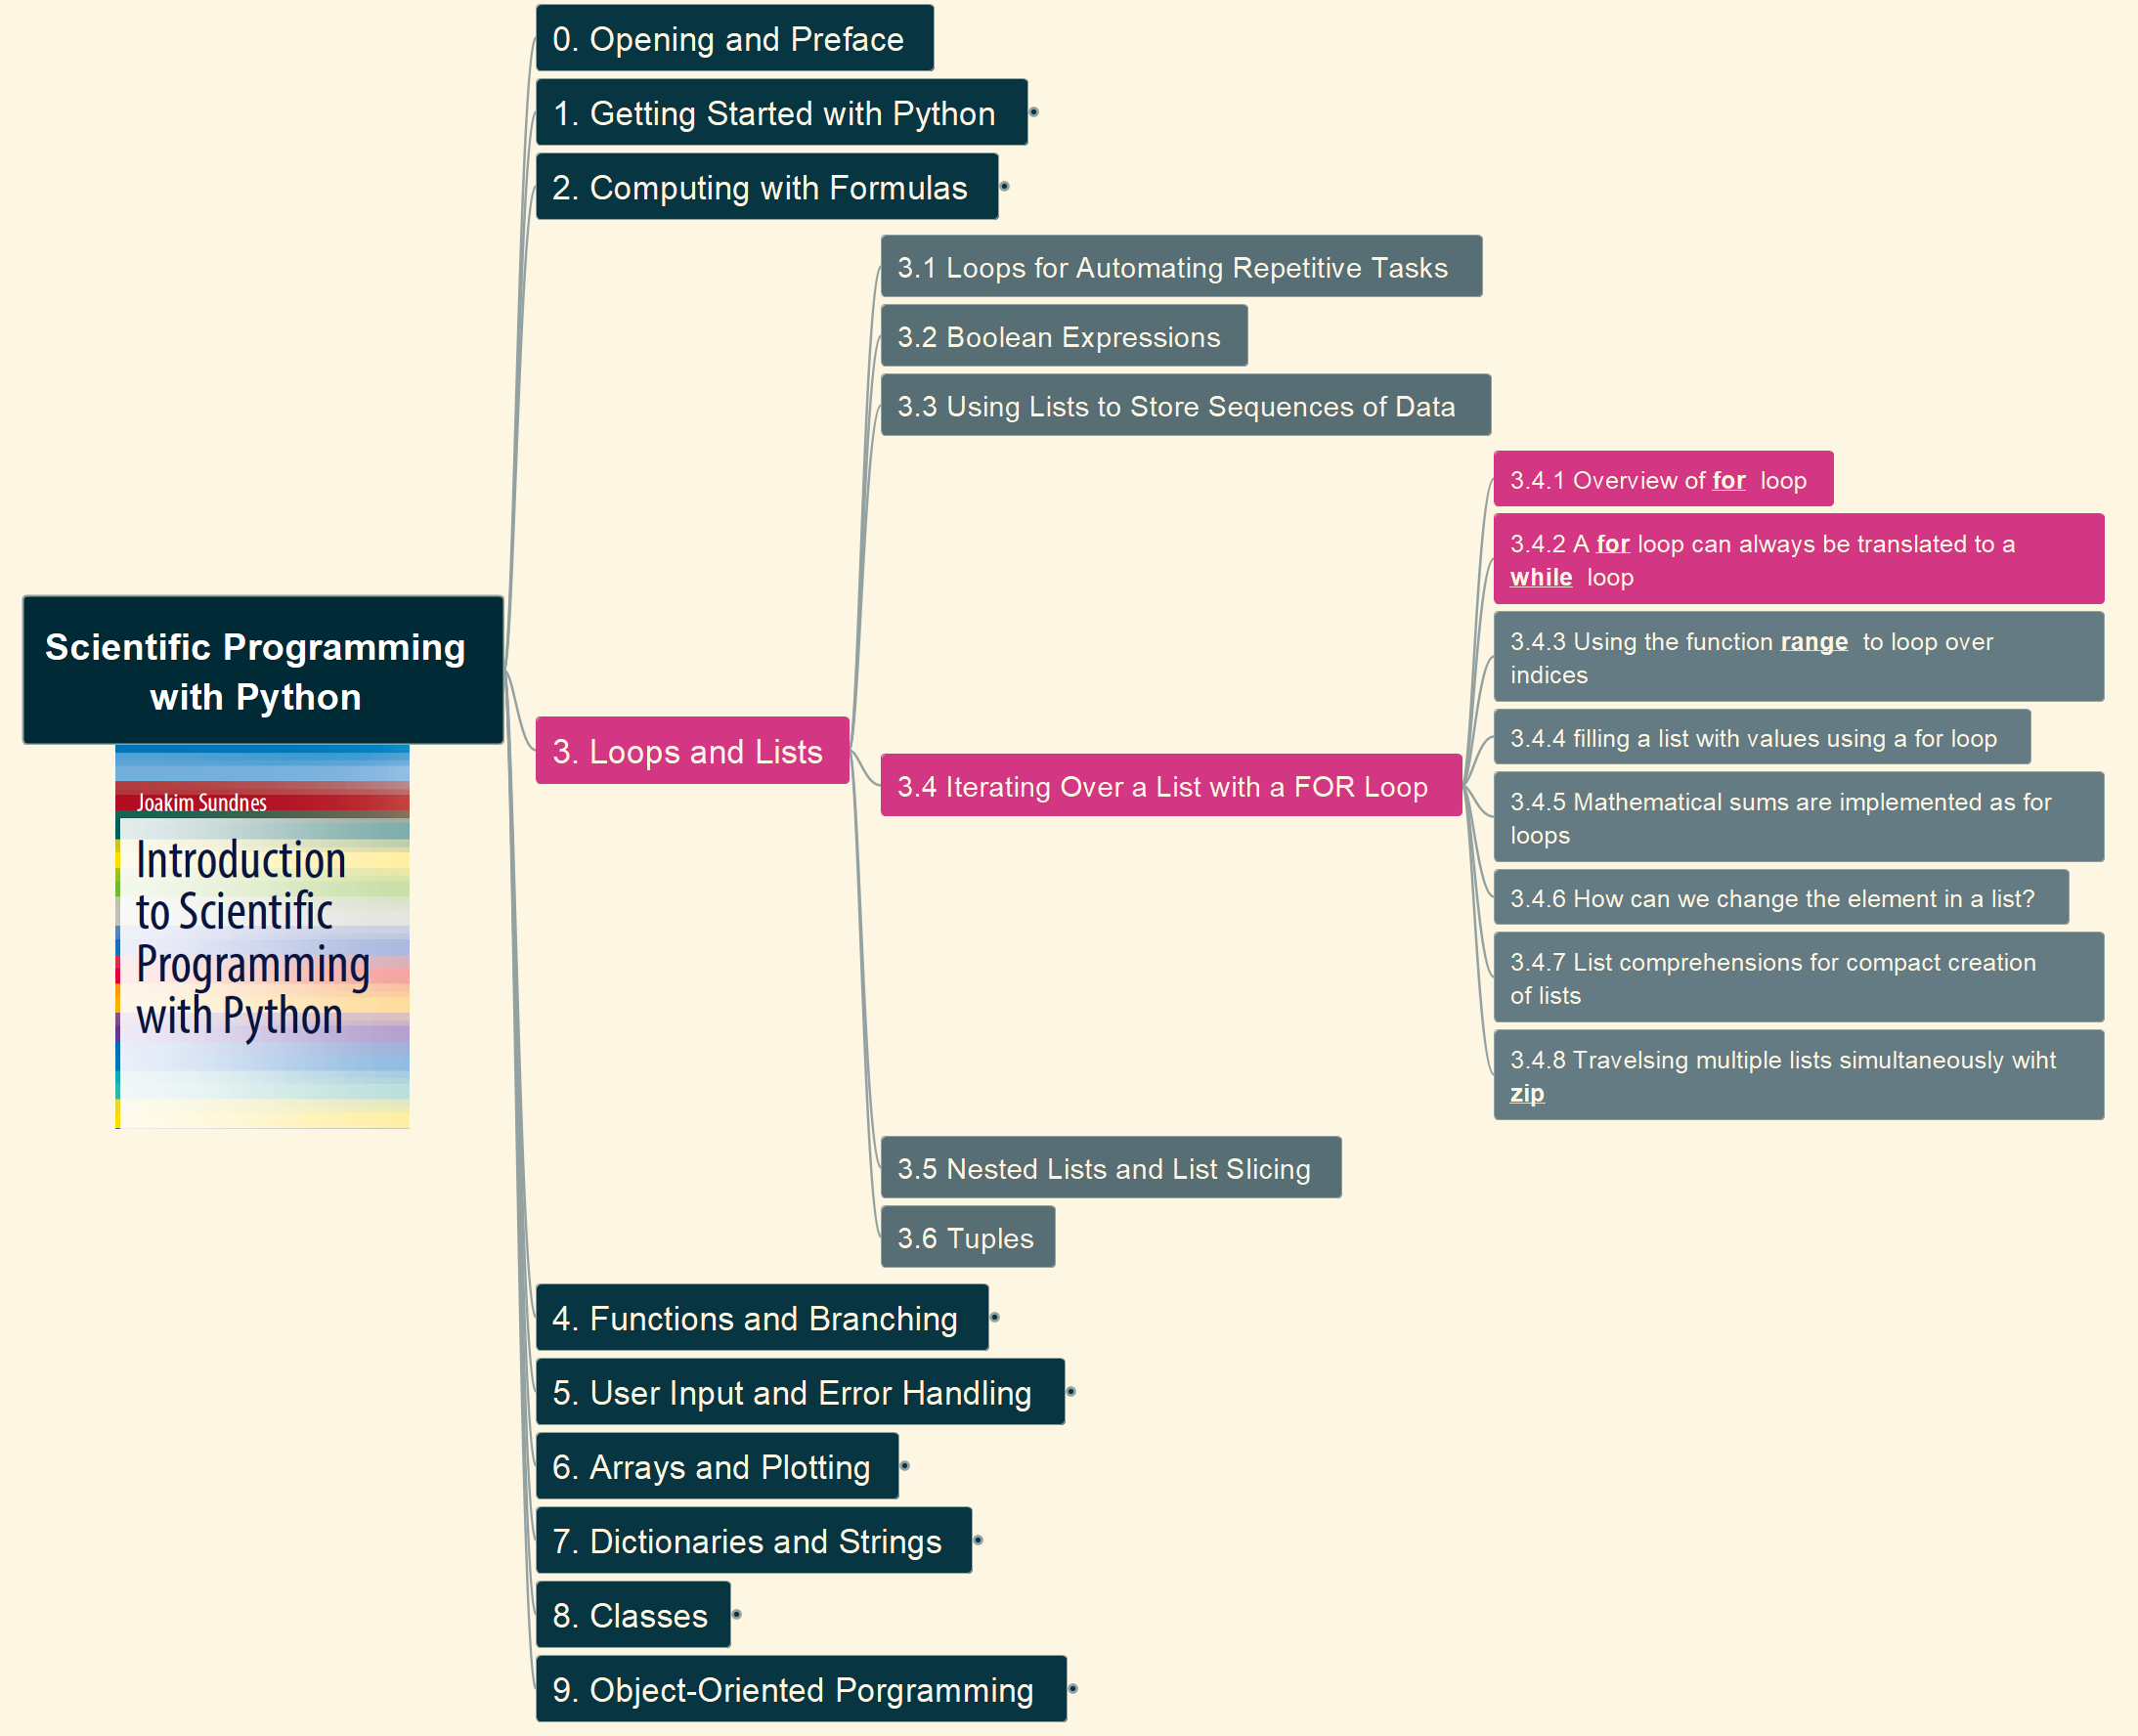 0. Opening and Preface
1. Getting Started with Python
2. Computing with Formulas
3.1 Loops for Automating Repetitive Tasks
3.2 Boolean Expressions
3.3 Using Lists to Store Sequences of Data
3.4.1 Overview of for loop
3.4.2 A for loop can always be translated to a
while loop
3.4.3 Using the function range to loop over
indices
Scientific Programming
with Python
3. Loops and Lists
3.4 Iterating Over a List with a FOR Loop
3.4.4 filling a list with values using a for loop
3.4.5 Mathematical sums are implemented as for
loops
3.4.6 How can we change the element in a list?
3.4.7 List comprehensions for compact creation
of lists
3.4.8 Travelsing multiple lists simultaneously wiht
zip
Joakim Sundnes
Introduction
to Scientific
Programming
with Python
3.5 Nested Lists and List Slicing
3.6 Tuples
4. Functions and Branching
5. User Input and Error Handling
6. Arrays and Plotting
7. Dictionaries and Strings
8. Classes
9. Object-Oriented Porgramming